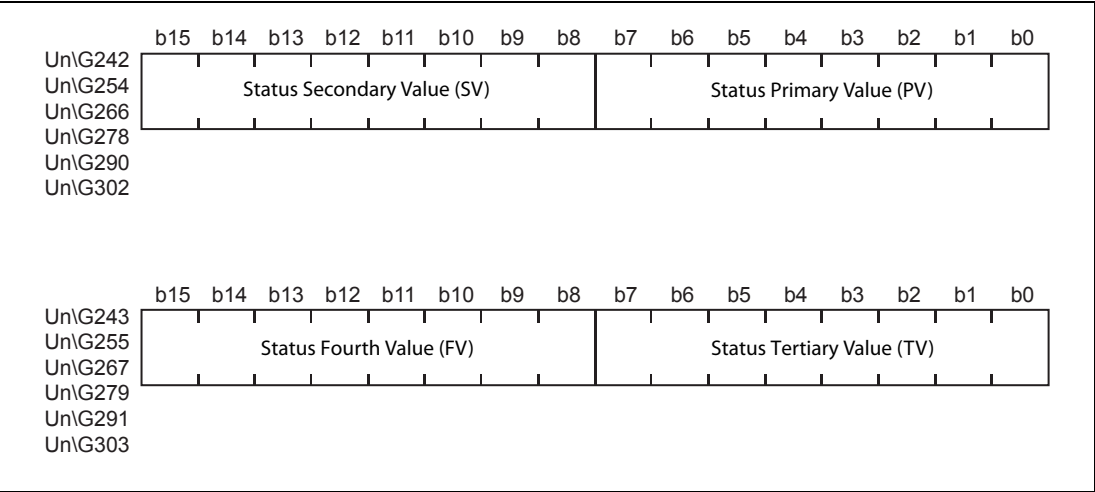 b15 b14 b13 b12 b11 b10 b9 b8 b7 b6 b5 b4 b3 b2 b1 b0
Un\G242
Un\G254
Status Secondary Value (SV) Status Primary Value (PV)
Un\G266
Un\G278
Un\G290
Un\G302
b15 b14 b13 b12 b11 b10 b9 b8 b7 b6 b5 b4 b3 b2 b1 b0
Un\G243
Un\G255
Status Fourth Value (FV) Status Tertiary Value (TV)
Un\G267
Un\G279
Un\G291
Un\G303